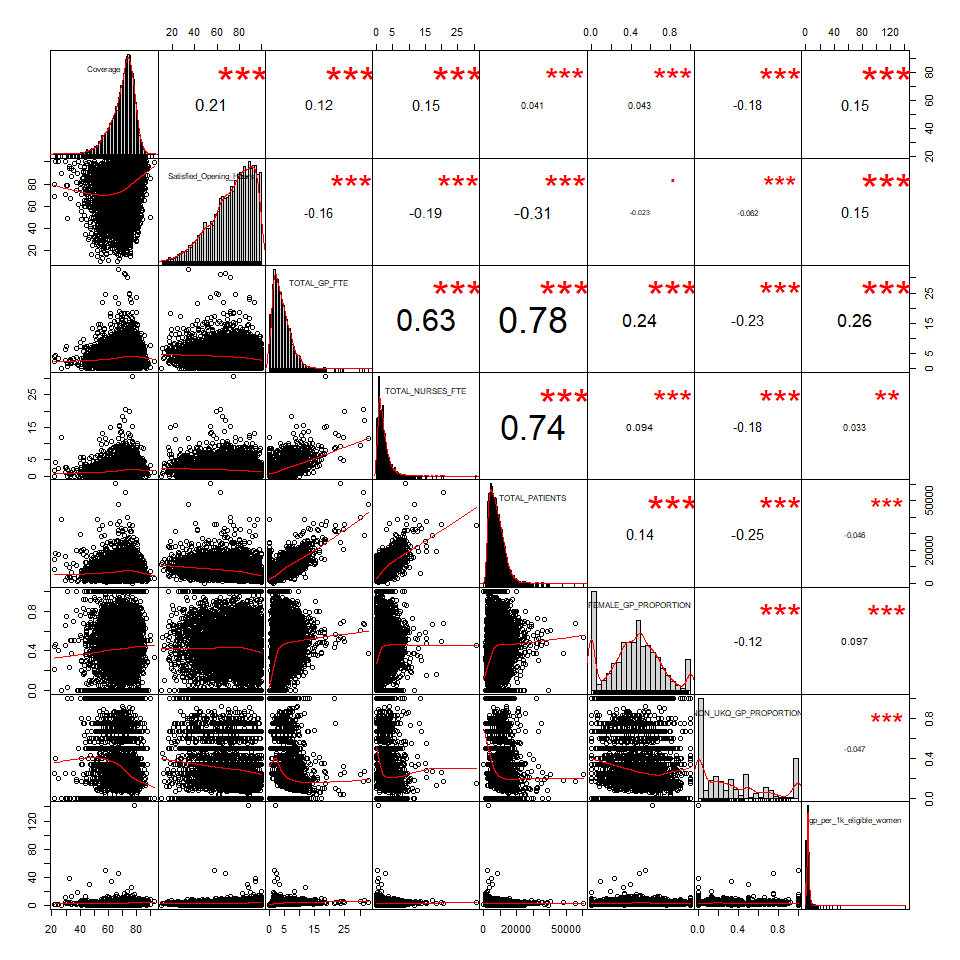 20 40 60 80 0 5 15 30 0.0 0.4 0.8 0 40 80 120
Coverage *** *** *** *** *** *** ***
0.21 0.12 0.15 0.041 0.043 -0.18 0.15
20 40 60 80
Satisfied_Opening_ *** *** *** . *** ***
-0.16 -0.19 -0.31 -0.023 -0.062 0.15
20 40 60 80
TOTAL_GP_FTE *** *** *** *** ***
0.63 0.78 0.24 -0.23 0.26
0 5 15 25
TOTAL_NURSES_FTE *** *** *** **
0.74 0.094 -0.18 0.033
0 5 15 25
TOTAL_PATIENTS *** *** ***
0.14 -0.25 -0.046
0 20000 50000
FEMALE_GP_PROPORTION *** ***
-0.12 0.097
0.0 0.4 0.8
NON_UKQ_GP_PROPORTION ***
-0.047
0.0 0.4 0.8
gp_per_1k_eligible_women
0 40 80 120
20 40 60 80 0 5 15 25 0 20000 50000 0.0 0.4 0.8